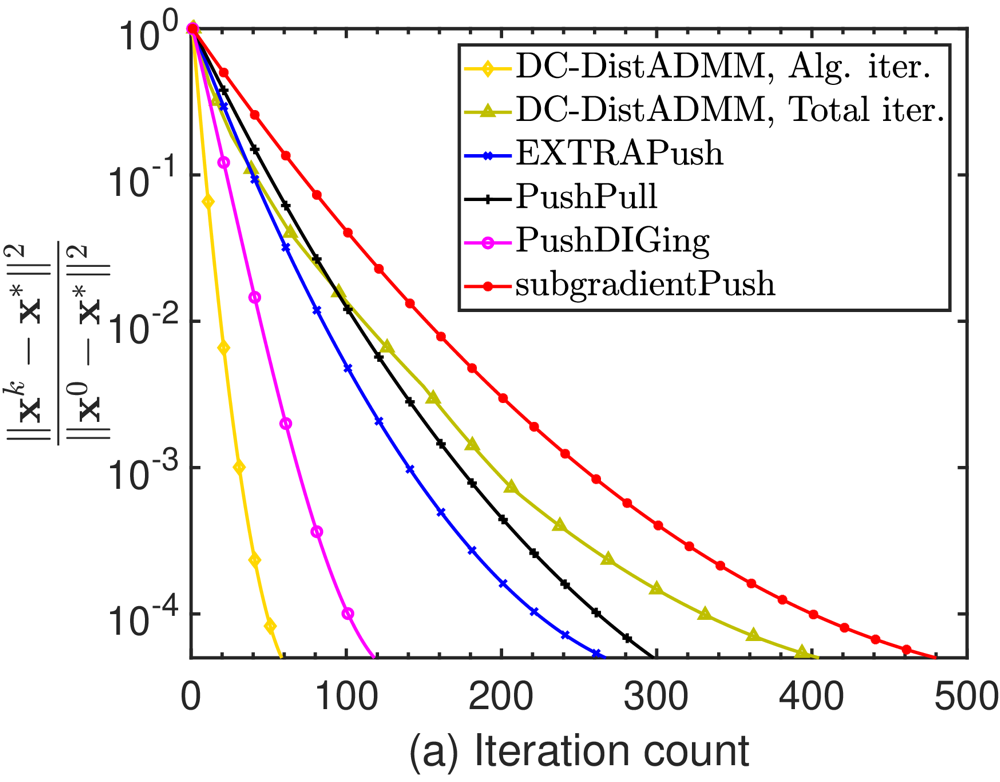 10^0
10^-1
10^-2
10^-3
10^-4
‖x^k − x^*‖^2
‖x^0 − x^*‖^2
DC-DistADMM, Alg. iter.
DC-DistADMM, Total iter.
EXTRAPush
PushPull
PushDIGing
subgradientPush
0 100 200 300 400 500
(a) Iteration count